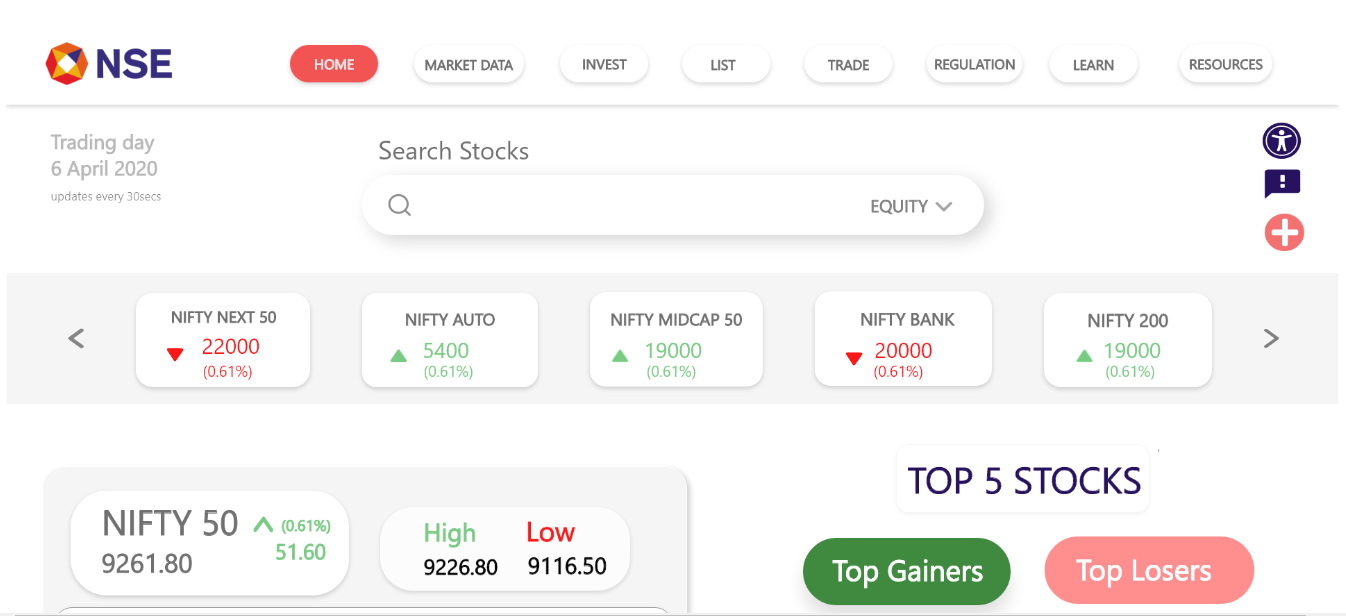 NSE
HOME
MARKET DATA
INVEST
LIST
TRADE
REGULATION
LEARN
RESOURCES
Trading day
6 April 2020
updates every 30secs
Search Stocks
EQUITY
NIFTY NEXT 50
22000
(0.61%)
NIFTY AUTO
5400
(0.61%)
NIFTY MIDCAP 50
19000
(0.61%)
NIFTY BANK
20000
(0.61%)
NIFTY 200
19000
(0.61%)
NIFTY 50
(0.61%)
9261.80
51.60
High
Low
9226.80
9116.50
TOP 5 STOCKS
Top Gainers
Top Losers